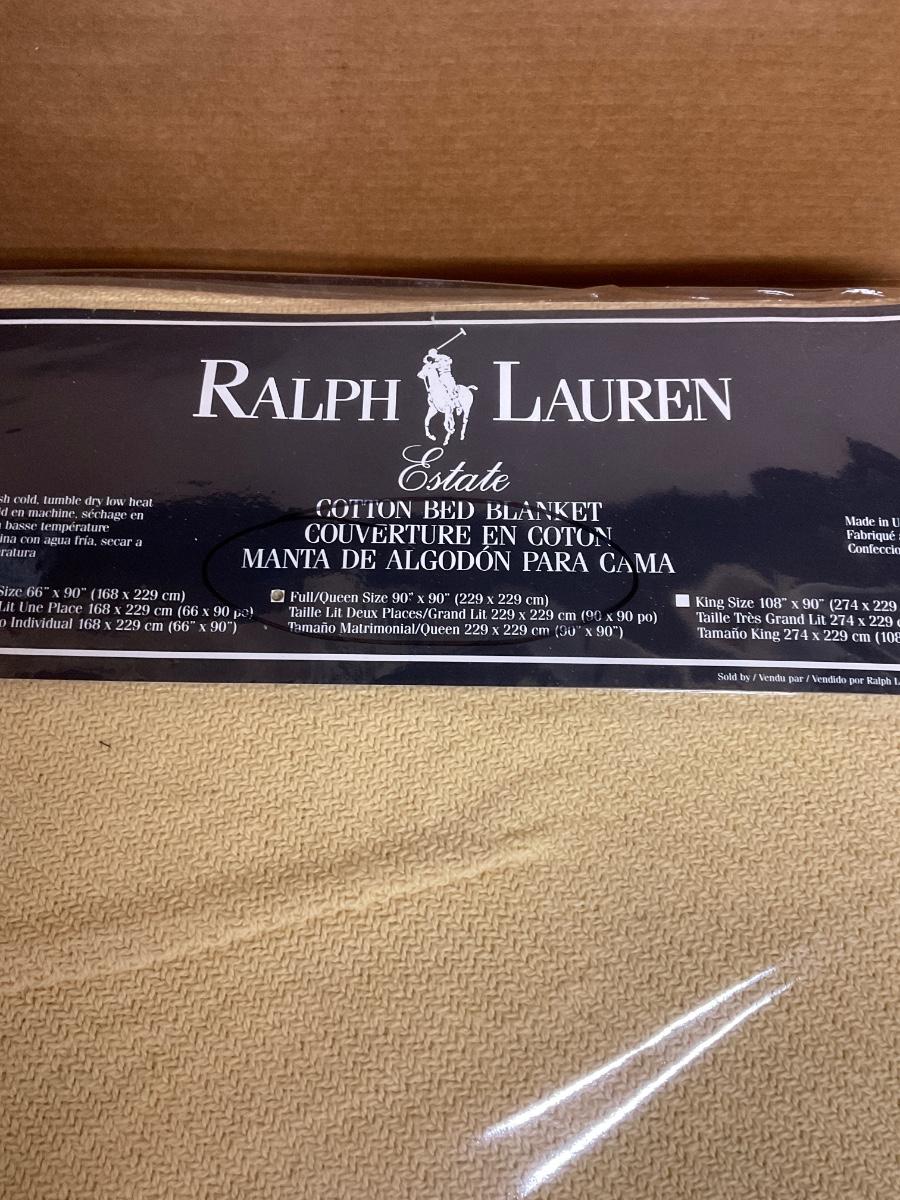 RALPH LAUREN
Estate
COTTON BED BLANKET
COUVERTURE EN COTON
MANTA DE ALGODÓN PARA CAMA
sh cold, tumble dry low heat
d en machine, séchage en
basse température
ina con agua fría, secar a
ratura
Made in U
Fabriqué
Confeccio
Size 66" x 90" (168 x 229 cm)
Lit Une Place 168 x 229 cm (66 x 90 po)
o Individual 168 x 229 cm (66" x 90")
Full/Queen Size 90" x 90" (229 x 229 cm)
Taille Lit Deux Places/Grand Lit 229 x 229 cm (90 x 90 po)
Tamaño Matrimonial/Queen 229 x 229 cm (90" x 90")
King Size 108" x 90" (274 x 229
Taille Très Grand Lit 274 x 229
Tamaño King 274 x 229 cm (108
Sold by / Vendu par / Vendido por Ralph L